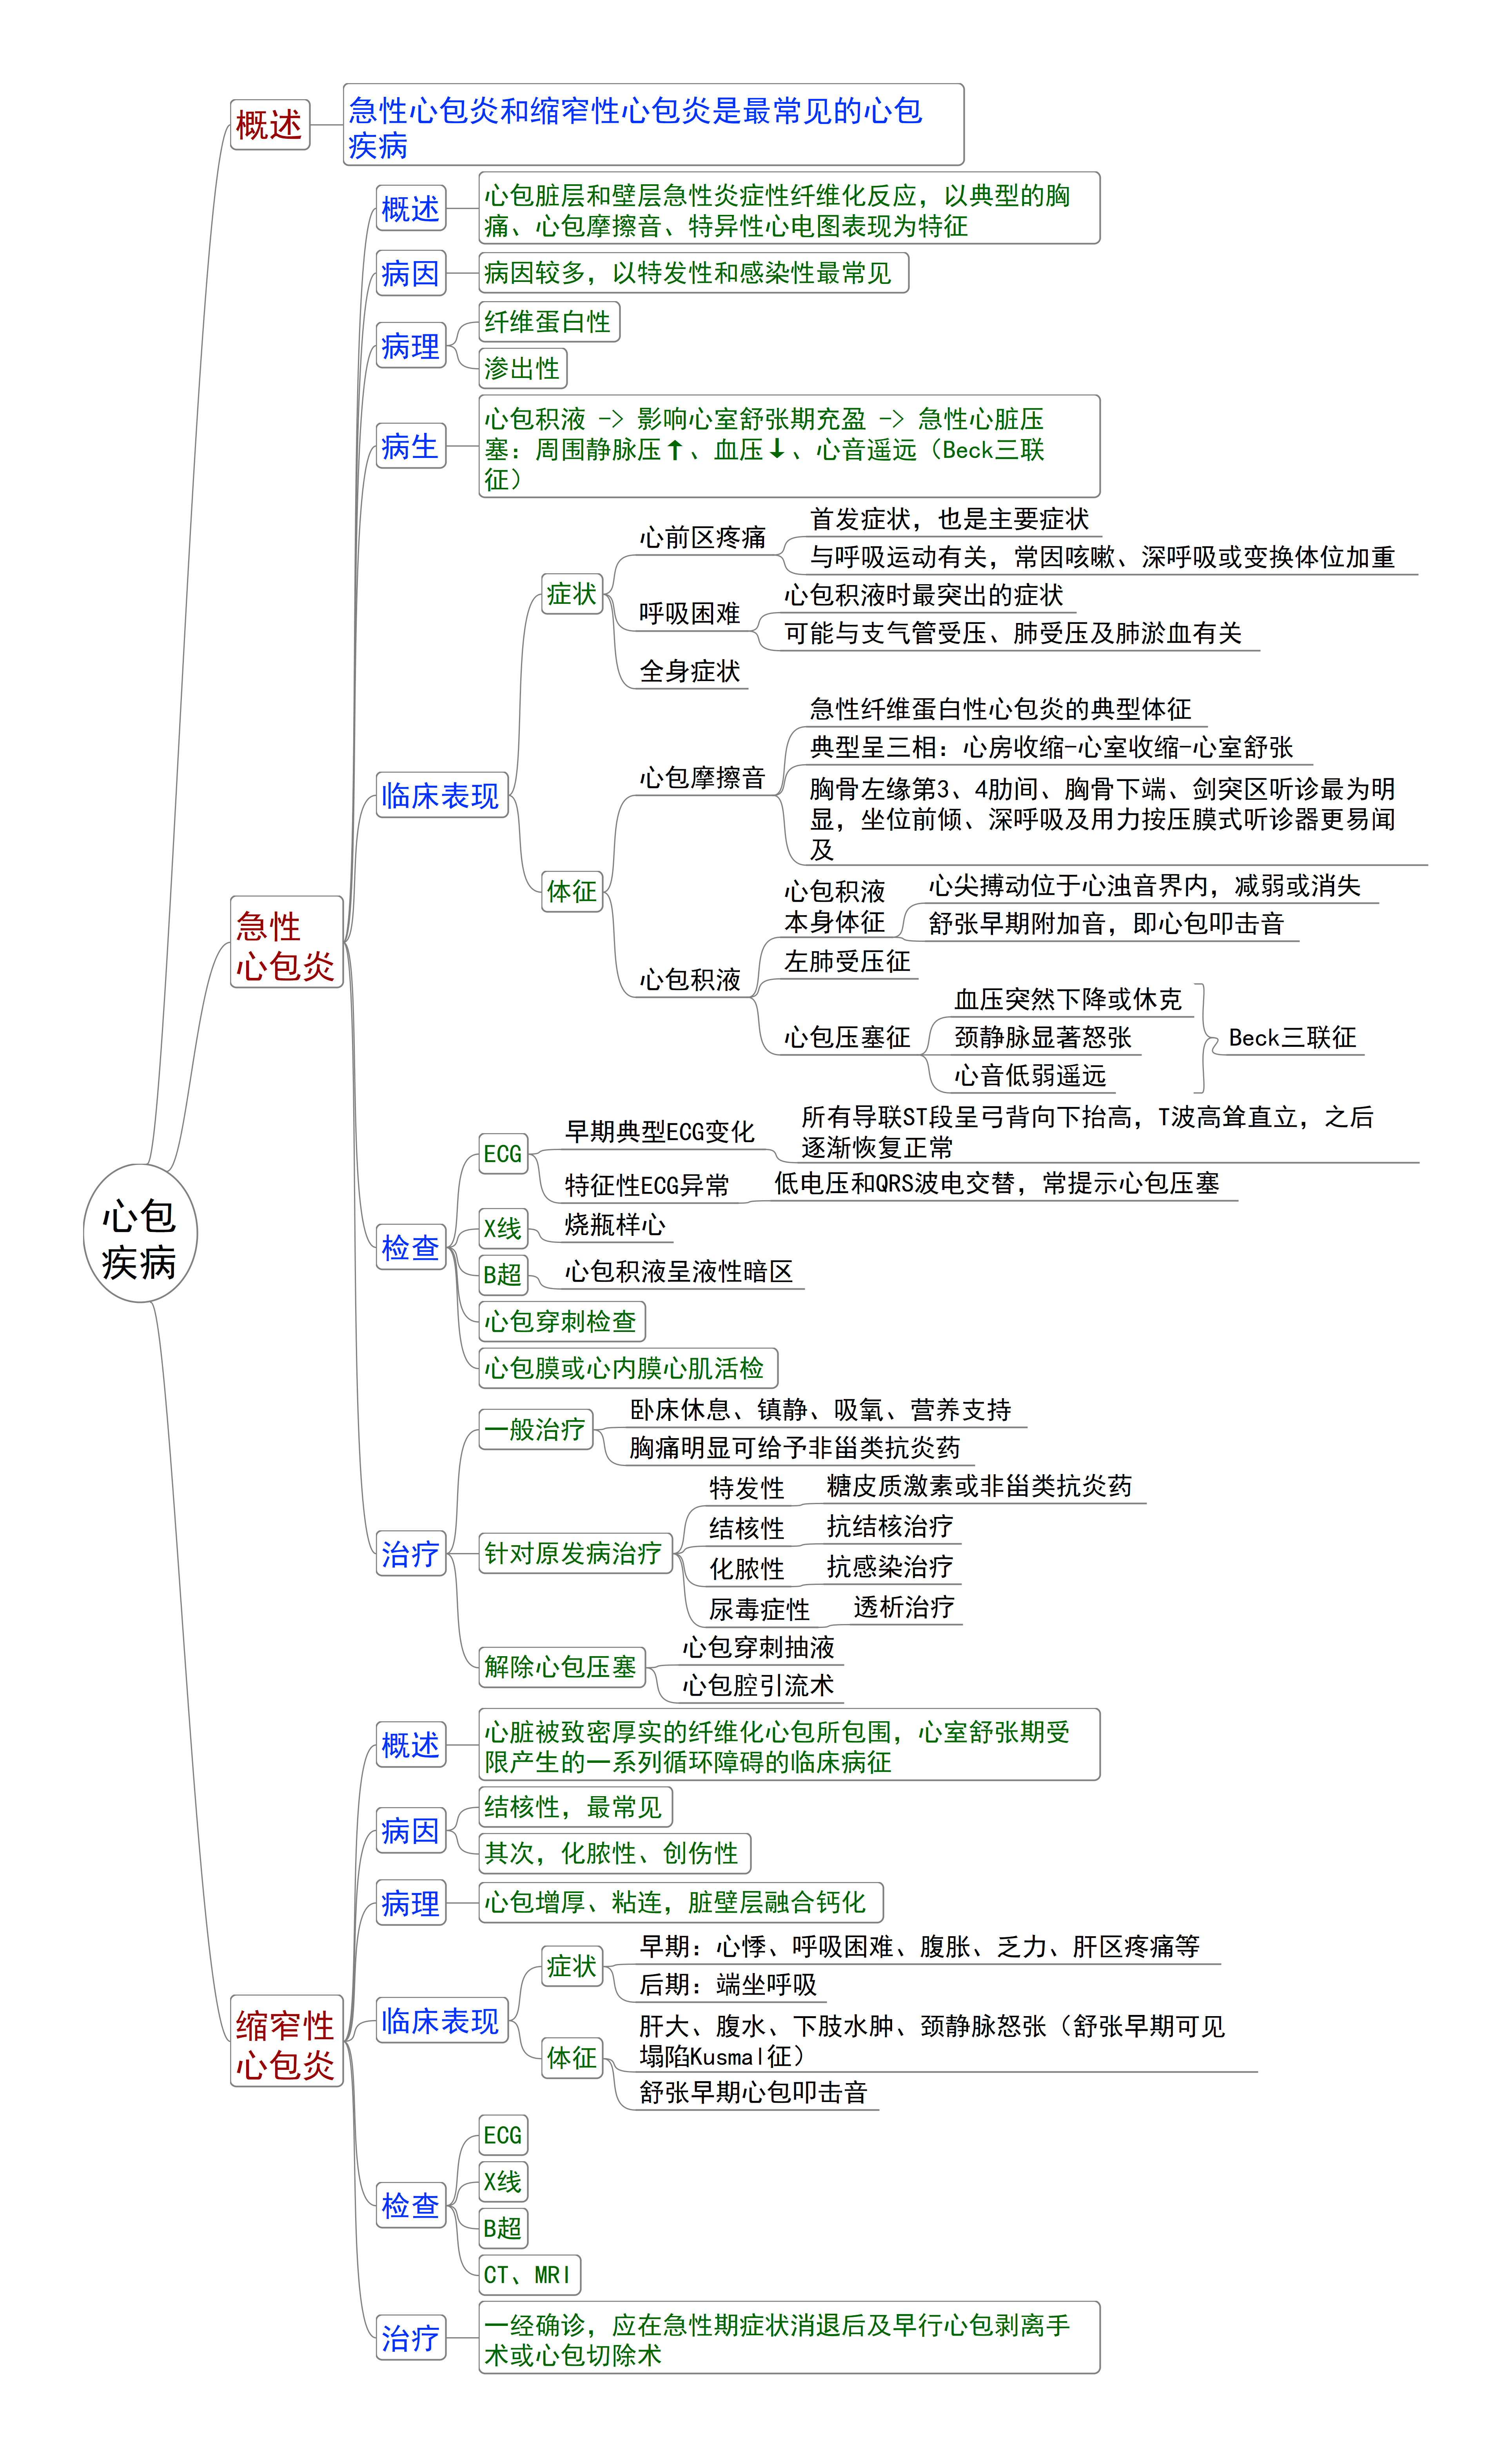 心包
疾病
概述
急性心包炎和缩窄性心包炎是最常见的心包
疾病
急性
心包炎
概述
心包脏层和壁层急性炎症性纤维化反应，以典型的胸
痛、心包摩擦音、特异性心电图表现为特征
病因
病因较多，以特发性和感染性最常见
病理
纤维蛋白性
渗出性
病生
心包积液 -> 影响心室舒张期充盈 -> 急性心脏压
塞：周围静脉压↑、血压↓、心音遥远（Beck三联
征）
临床表现
症状
心前区疼痛
首发症状，也是主要症状
与呼吸运动有关，常因咳嗽、深呼吸或变换体位加重
呼吸困难
心包积液时最突出的症状
可能与支气管受压、肺受压及肺淤血有关
全身症状
体征
心包摩擦音
急性纤维蛋白性心包炎的典型体征
典型呈三相：心房收缩-心室收缩-心室舒张
胸骨左缘第3、4肋间、胸骨下端、剑突区听诊最为明
显，坐位前倾、深呼吸及用力按压膜式听诊器更易闻
及
心包积液
心包积液
本身体征
心尖搏动位于心浊音界内，减弱或消失
舒张早期附加音，即心包叩击音
左肺受压征
心包压塞征
血压突然下降或休克
颈静脉显著怒张
心音低弱遥远
Beck三联征
检查
ECG
早期典型ECG变化
所有导联ST段呈弓背向下抬高，T波高耸直立，之后
逐渐恢复正常
特征性ECG异常
低电压和QRS波电交替，常提示心包压塞
X线
烧瓶样心
B超
心包积液呈液性暗区
心包穿刺检查
心包膜或心内膜心肌活检
治疗
一般治疗
卧床休息、镇静、吸氧、营养支持
胸痛明显可给予非甾类抗炎药
针对原发病治疗
特发性
糖皮质激素或非甾类抗炎药
结核性
抗结核治疗
化脓性
抗感染治疗
尿毒症性
透析治疗
解除心包压塞
心包穿刺抽液
心包腔引流术
缩窄性
心包炎
概述
心脏被致密厚实的纤维化心包所包围，心室舒张期受
限产生的一系列循环障碍的临床病征
病因
结核性，最常见
其次，化脓性、创伤性
病理
心包增厚、粘连，脏壁层融合钙化
临床表现
症状
早期：心悸、呼吸困难、腹胀、乏力、肝区疼痛等
后期：端坐呼吸
体征
肝大、腹水、下肢水肿、颈静脉怒张（舒张早期可见
塌陷Kusmal征）
舒张早期心包叩击音
检查
ECG
X线
B超
CT、MRI
治疗
一经确诊，应在急性期症状消退后及早行心包剥离手
术或心包切除术